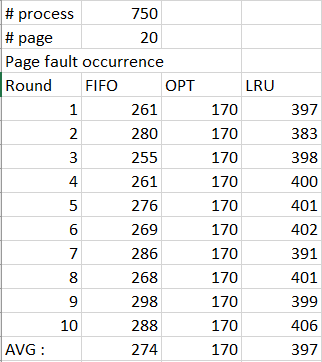 # process 750
# page 20
Page fault occurrence
Round FIFO OPT LRU
1 261 170 397
2 280 170 383
3 255 170 398
4 261 170 400
5 276 170 401
6 269 170 402
7 286 170 391
8 268 170 401
9 298 170 399
10 288 170 406
AVG : 274 170 397